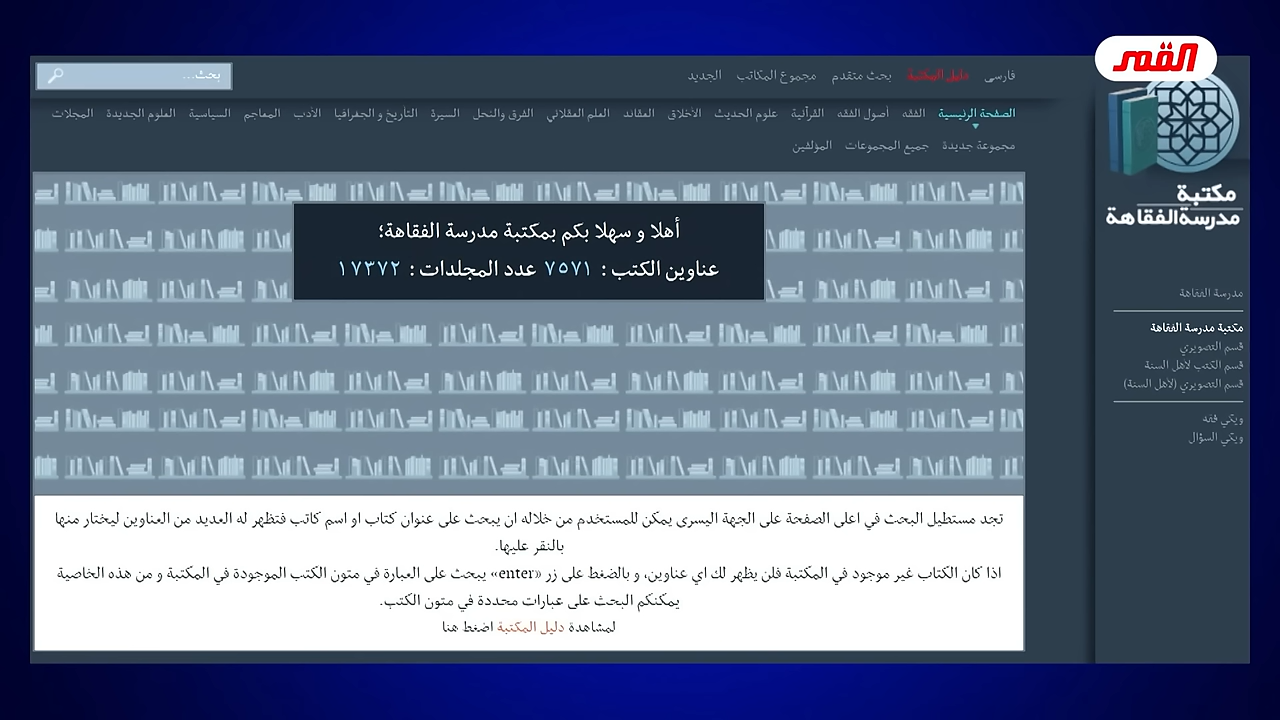 القمر
فارسی دليل المكتبة بحث متقدم مجموع المكاتب الجديد
بحث...
الصفحة الرئيسية الفقه أصول الفقه القرآنية علوم الحديث الأخلاق العقائد العلم العقلائي الفرق والنحل السيرة التأريخ و الجغرافيا الأدب المعاجم السياسية العلوم الجديدة المجلات
مجموعة جديدة جميع المجموعات المؤلفين
مكتبة
مدرسة الفقاهة
أهلا و سهلا بكم بمكتبة مدرسة الفقاهة؛
عناوين الكتب : ٧٥٧١ عدد المجلدات : ١٧٣٧٢
مدرسة الفقاهة
مكتبة مدرسة الفقاهة
قسم التصويري
قسم الكتب لاهل السنة
قسم التصويري (لاهل السنة)
ويكي فقه
ويكي السؤال
تجد مستطيل البحث في اعلى الصفحة على الجهة اليسرى يمكن للمستخدم من خلاله ان يبحث على عنوان كتاب او اسم كاتب فتظهر له العديد من العناوين ليختار منها
بالنقر عليها.
اذا كان الكتاب غير موجود في المكتبة فلن يظهر لك اي عناوين، و بالضغط على زر «enter» يبحث على العبارة في متون الكتب الموجودة في المكتبة و من هذه الخاصية
يمكنكم البحث على عبارات محددة في متون الكتب.
لمشاهدة دليل المكتبة اضغط هنا